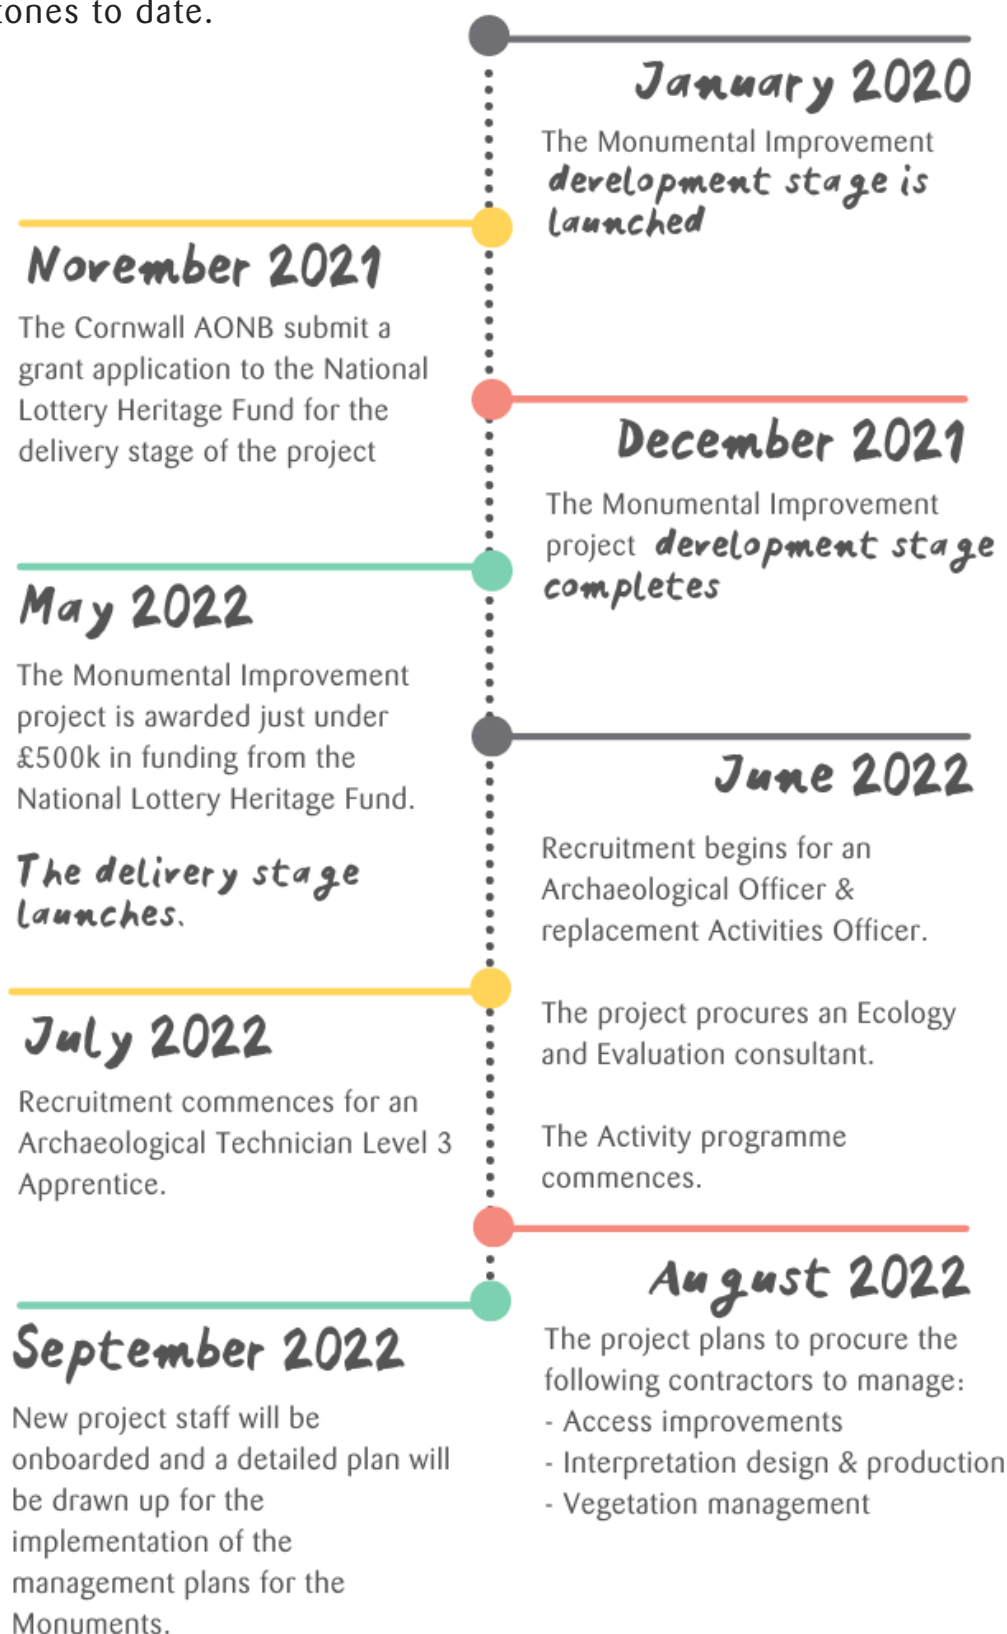 tones to date.
January 2020
The Monumental Improvement
development stage is
launched
November 2021
The Cornwall AONB submit a
grant application to the National
Lottery Heritage Fund for the
delivery stage of the project
December 2021
The Monumental Improvement
project development stage
completes
May 2022
The Monumental Improvement
project is awarded just under
£500k in funding from the
National Lottery Heritage Fund.
The delivery stage
launches.
June 2022
Recruitment begins for an
Archaeological Officer &
replacement Activities Officer.
The project procures an Ecology
and Evaluation consultant.
The Activity programme
commences.
July 2022
Recruitment commences for an
Archaeological Technician Level 3
Apprentice.
August 2022
The project plans to procure the
following contractors to manage:
- Access improvements
- Interpretation design & production
- Vegetation management
September 2022
New project staff will be
onboarded and a detailed plan will
be drawn up for the
implementation of the
management plans for the
Monuments.